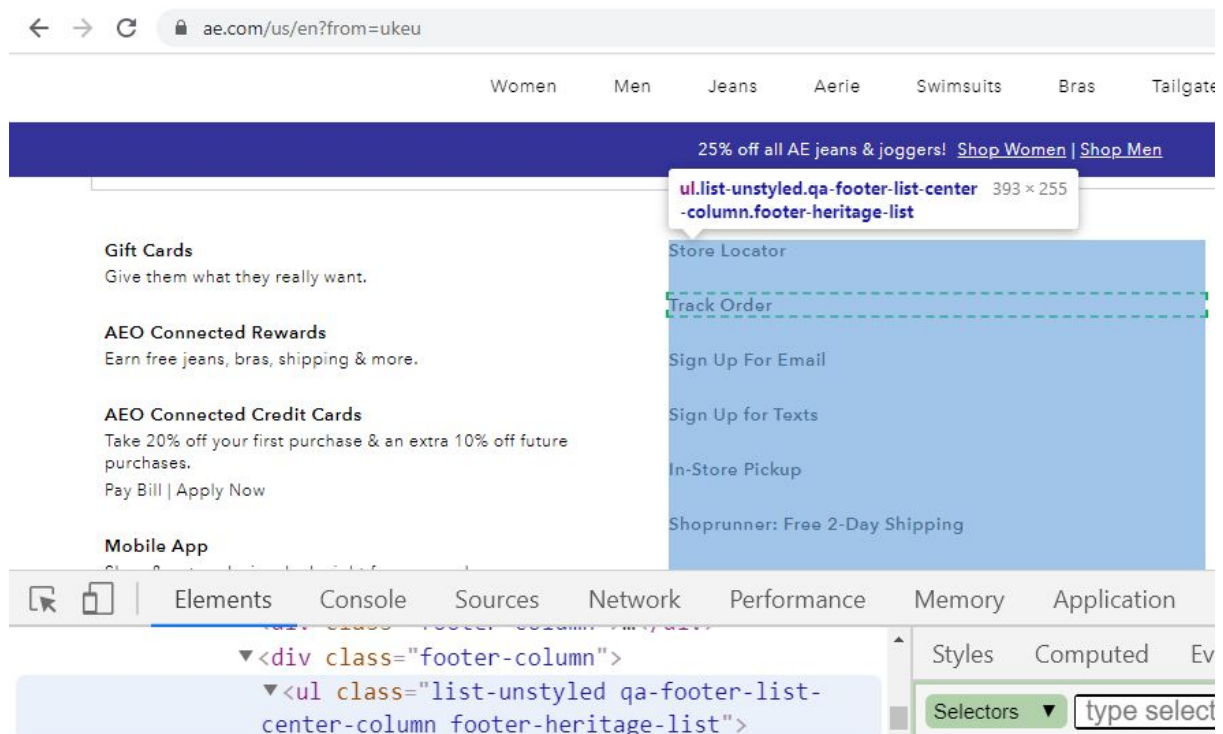 ae.com/us/en?from=ukeu
Women Men Jeans Aerie Swimsuits Bras Tailgate
25% off all AE jeans & joggers! Shop Women | Shop Men
ul.list-unstyled.qa-footer-list-center 393 × 255
-column.footer-heritage-list
Gift Cards
Give them what they really want.
AEO Connected Rewards
Earn free jeans, bras, shipping & more.
AEO Connected Credit Cards
Take 20% off your first purchase & an extra 10% off future
purchases.
Pay Bill | Apply Now
Mobile App
Store Locator
Track Order
Sign Up For Email
Sign Up for Texts
In-Store Pickup
Shoprunner: Free 2-Day Shipping
Elements Console Sources Network Performance Memory Application
▼<div class="footer-column">
▼<ul class="list-unstyled qa-footer-list-
center-column footer-heritage-list">
Styles Computed Ev
Selectors ▼ type select